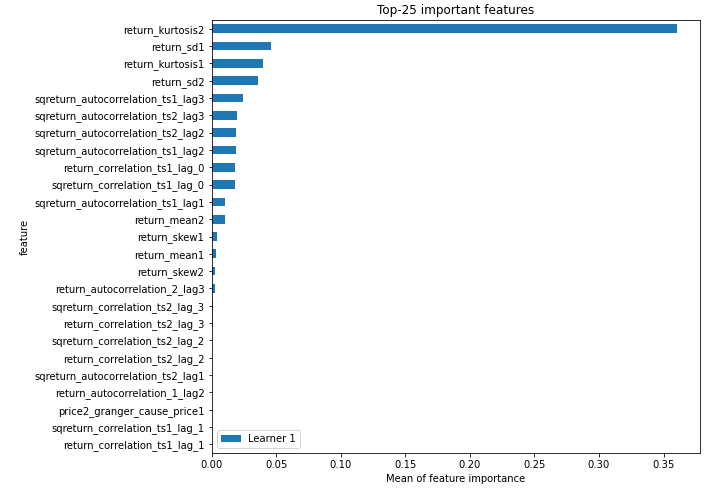 Top-25 important features
return_kurtosis2
return_sd1
return_kurtosis1
return_sd2
sqreturn_autocorrelation_ts1_lag3
sqreturn_autocorrelation_ts2_lag3
sqreturn_autocorrelation_ts2_lag2
sqreturn_autocorrelation_ts1_lag2
return_correlation_ts1_lag_0
sqreturn_correlation_ts1_lag_0
sqreturn_autocorrelation_ts1_lag1
return_mean2
return_skew1
return_mean1
return_skew2
return_autocorrelation_2_lag3
sqreturn_correlation_ts2_lag_3
return_correlation_ts2_lag_3
sqreturn_correlation_ts2_lag_2
return_correlation_ts2_lag_2
sqreturn_autocorrelation_ts2_lag1
return_autocorrelation_1_lag2
price2_granger_cause_price1
sqreturn_correlation_ts1_lag_1
return_correlation_ts1_lag_1
feature
Learner 1
0.00 0.05 0.10 0.15 0.20 0.25 0.30 0.35
Mean of feature importance